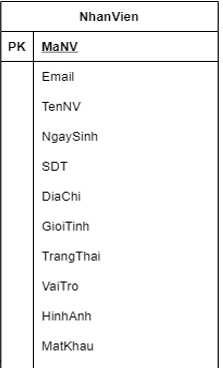 NhanVien
PK MaNV
Email
TenNV
NgaySinh
SDT
DiaChi
GioiTinh
TrangThai
VaiTro
HinhAnh
MatKhau